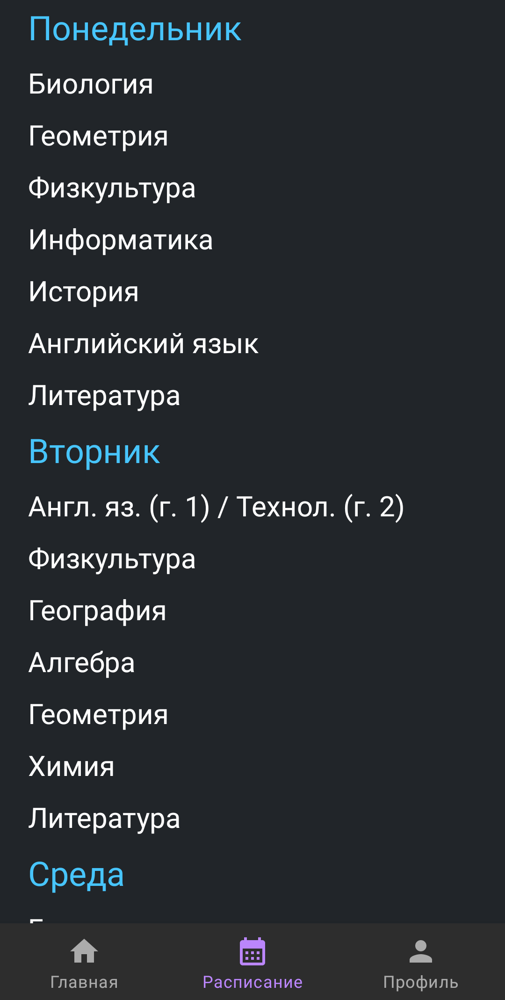 Понедельник
Биология
Геометрия
Физкультура
Информатика
История
Английский язык
Литература
Вторник
Англ. яз. (г. 1) / Технол. (г. 2)
Физкультура
География
Алгебра
Геометрия
Химия
Литература
Среда
Главная
Расписание
Профиль